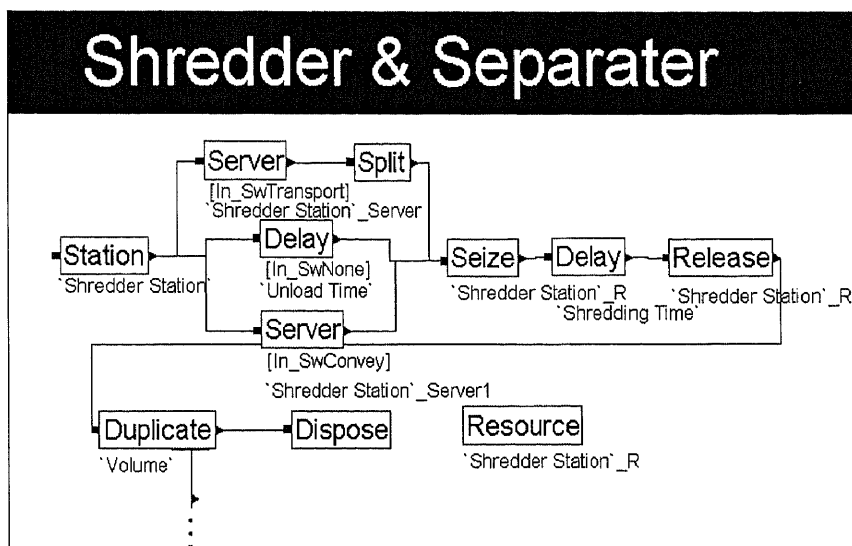 Shredder & Separater
Server
Split
[In_SwTransport]
`Shredder Station`_Server
Station
`Shredder Station`
Delay
[In_SwNone]
`Unload Time`
Seize
`Shredder Station`_R
Delay
`Shredding Time`
Release
`Shredder Station`_R
Server
[In_SwConvey]
`Shredder Station`_Server1
Duplicate
`Volume`
Dispose
Resource
`Shredder Station`_R